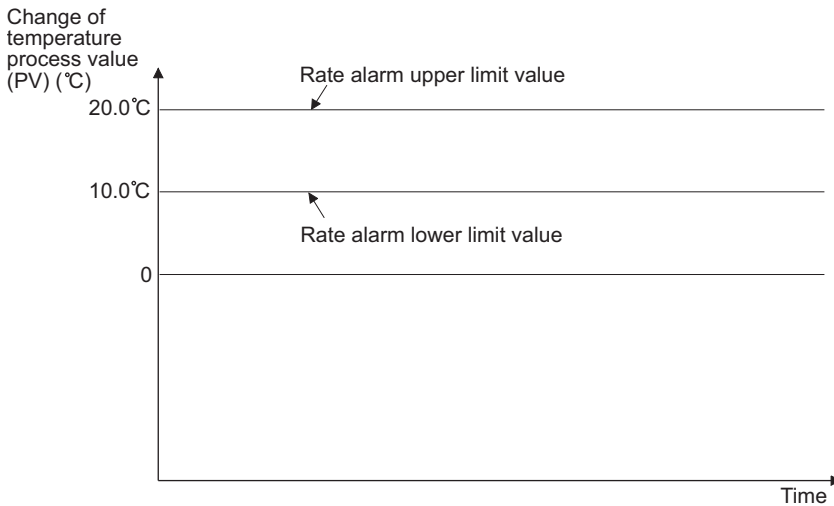 Change of
temperature
process value
(PV) (℃)
Rate alarm upper limit value
20.0℃
10.0℃
Rate alarm lower limit value
0
Time